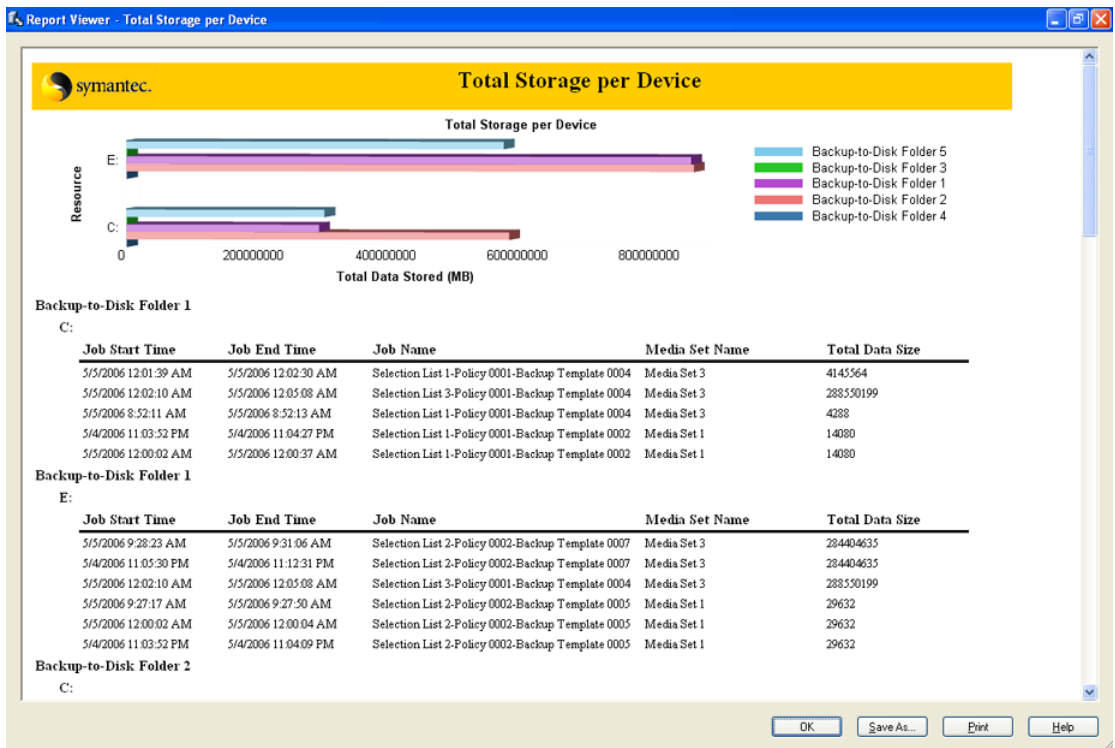 Report Viewer - Total Storage per Device
symantec.
Total Storage per Device
Total Storage per Device
Resource
E:
C:
0 200000000 400000000 600000000 800000000
Total Data Stored (MB)
Backup-to-Disk Folder 5
Backup-to-Disk Folder 3
Backup-to-Disk Folder 1
Backup-to-Disk Folder 2
Backup-to-Disk Folder 4
Backup-to-Disk Folder 1
C:
Job Start Time Job End Time Job Name Media Set Name Total Data Size
5/5/2006 12:01:39 AM 5/5/2006 12:02:30 AM Selection List 1-Policy 0001-Backup Template 0004 Media Set 3 4145564
5/5/2006 12:02:10 AM 5/5/2006 12:05:08 AM Selection List 3-Policy 0001-Backup Template 0004 Media Set 3 288550199
5/5/2006 8:52:11 AM 5/5/2006 8:52:13 AM Selection List 1-Policy 0001-Backup Template 0004 Media Set 3 4288
5/4/2006 11:03:52 PM 5/4/2006 11:04:27 PM Selection List 1-Policy 0001-Backup Template 0002 Media Set 1 14080
5/5/2006 12:00:02 AM 5/5/2006 12:00:37 AM Selection List 1-Policy 0001-Backup Template 0002 Media Set 1 14080
Backup-to-Disk Folder 1
E:
Job Start Time Job End Time Job Name Media Set Name Total Data Size
5/5/2006 9:28:23 AM 5/5/2006 9:31:06 AM Selection List 2-Policy 0002-Backup Template 0007 Media Set 3 284404635
5/4/2006 11:05:30 PM 5/4/2006 11:12:31 PM Selection List 2-Policy 0002-Backup Template 0007 Media Set 3 284404635
5/5/2006 12:02:10 AM 5/5/2006 12:05:08 AM Selection List 3-Policy 0001-Backup Template 0004 Media Set 3 288550199
5/5/2006 9:27:17 AM 5/5/2006 9:27:50 AM Selection List 2-Policy 0002-Backup Template 0005 Media Set 1 29632
5/5/2006 12:00:02 AM 5/5/2006 12:00:04 AM Selection List 2-Policy 0002-Backup Template 0005 Media Set 1 29632
5/4/2006 11:03:52 PM 5/4/2006 11:04:09 PM Selection List 2-Policy 0002-Backup Template 0005 Media Set 1 29632
Backup-to-Disk Folder 2
C:
OK Save As... Print Help